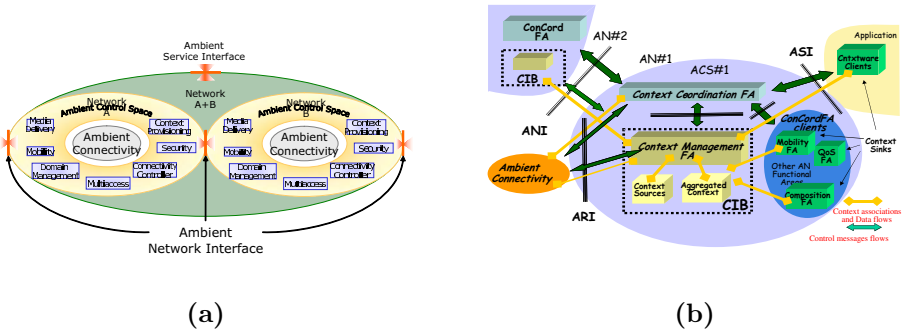 Ambient
Service Interface
Network
A+B
Network
A
Ambient Control Space
Media
Delivery
Context
Provisioning
Mobility
Security
Ambient
Connectivity
Domain
Management
Connectivity
Controller
Multiaccess
Network
B
Ambient Control Space
Media
Delivery
Context
Provisioning
Mobility
Security
Ambient
Connectivity
Domain
Management
Connectivity
Controller
Multiaccess
Ambient
Network Interface
(a)
ConCord
FA
AN#2
CIB
AN#1
ACS#1
ASI
Application
Cntxtware
Clients
Context Coordination FA
ANI
ConCordFA
clients
Context Management
FA
Mobility
FA
QoS
FA
Context
Sinks
Ambient
Connectivity
Other AN
Functional
Areas
Context
Sources
Aggregated
Context
Composition
FA
CIB
ARI
Context associations
and Data flows
Control messages flows
(b)